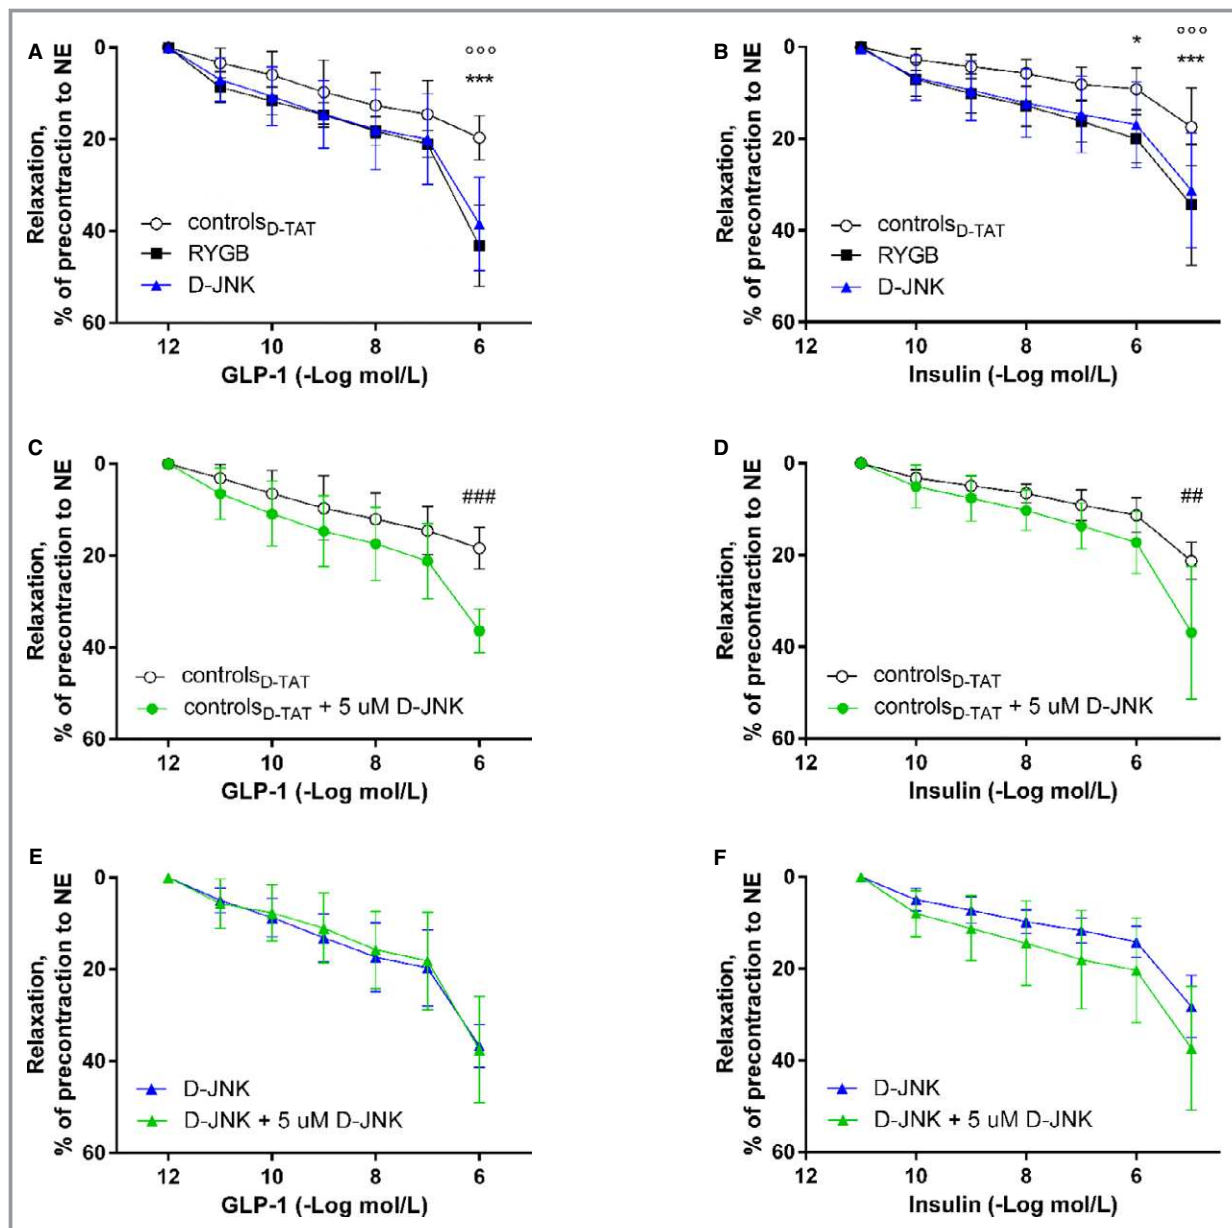 A
Relaxation,
% of precontraction to NE
0
20
40
60
°°°
***
controlsD-TAT
RYGB
D-JNK
12 10 8 6
GLP-1 (-Log mol/L)
B
Relaxation,
% of precontraction to NE
0
20
40
60
* °°°
***
controlsD-TAT
RYGB
D-JNK
12 10 8 6
Insulin (-Log mol/L)
C
Relaxation,
% of precontraction to NE
0
20
40
60
###
controlsD-TAT
controlsD-TAT + 5 uM D-JNK
12 10 8 6
GLP-1 (-Log mol/L)
D
Relaxation,
% of precontraction to NE
0
20
40
60
##
controlsD-TAT
controlsD-TAT + 5 uM D-JNK
12 10 8 6
Insulin (-Log mol/L)
E
Relaxation,
% of precontraction to NE
0
20
40
60
D-JNK
D-JNK + 5 uM D-JNK
12 10 8 6
GLP-1 (-Log mol/L)
F
Relaxation,
% of precontraction to NE
0
20
40
60
D-JNK
D-JNK + 5 uM D-JNK
12 10 8 6
Insulin (-Log mol/L)